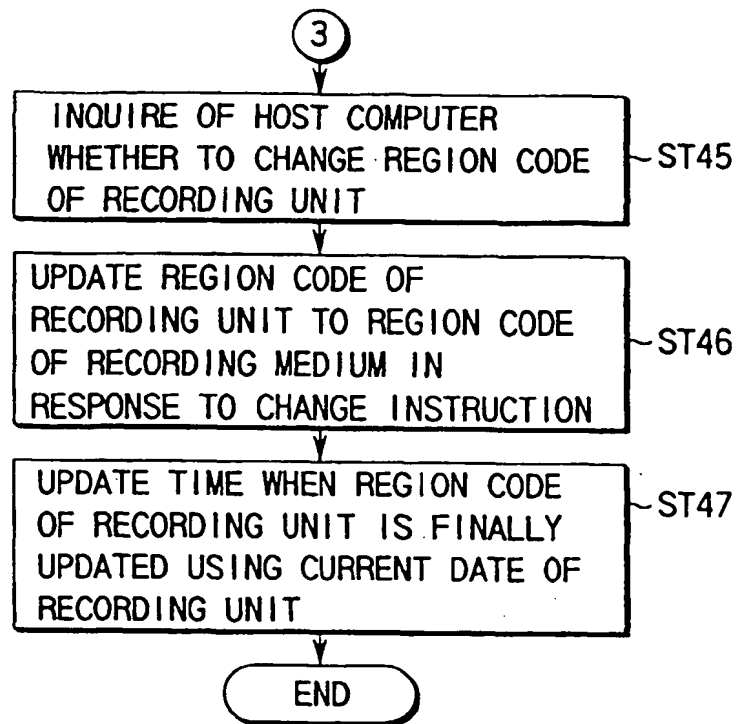 3
INQUIRE OF HOST COMPUTER
WHETHER TO CHANGE REGION CODE
OF RECORDING UNIT
ST45
UPDATE REGION CODE OF
RECORDING UNIT TO REGION CODE
OF RECORDING MEDIUM IN
RESPONSE TO CHANGE INSTRUCTION
ST46
UPDATE TIME WHEN REGION CODE
OF RECORDING UNIT IS FINALLY
UPDATED USING CURRENT DATE OF
RECORDING UNIT
ST47
END